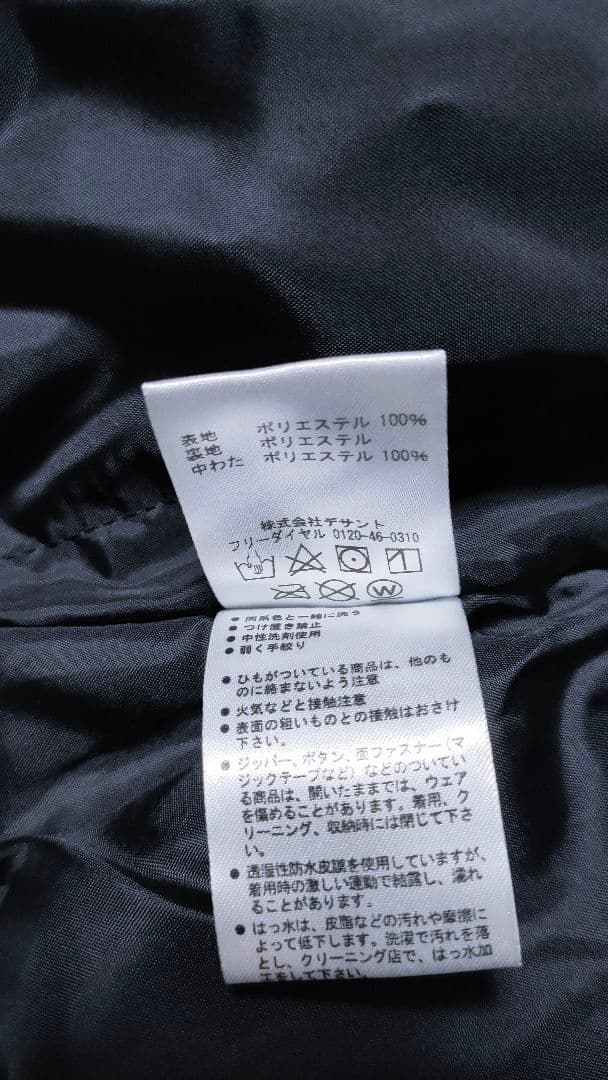 表地 ポリエステル 100%
裏地 ポリエステル
中わた ポリエステル 100%
株式会社デサント
フリーダイヤル 0120-46-0310
W
● 同系色と一緒に洗う
● つけ置き禁止
● 中性洗剤使用
● 弱く手絞り
● ひもがついている商品は、他のも
のに絡まないよう注意
● 火気などと接触注意
● 表面の粗いものとの接触はおさけ
下さい。
● ジッパー、ボタン、面ファスナー(マ
ジックテープなど)などのついてい
る商品は、開いたままでは、ウェア
を傷めることがあります。着用、ク
リーニング、収納時には閉じて下さ
い。
● 透湿性防水皮膜を使用していますが、
着用時の激しい運動で結露し、濡れ
ることがあります。
● はっ水は、皮脂などの汚れや摩擦に
よって低下します。洗濯で汚れを落
とし、クリーニング店で、はっ水加
工をして下さい